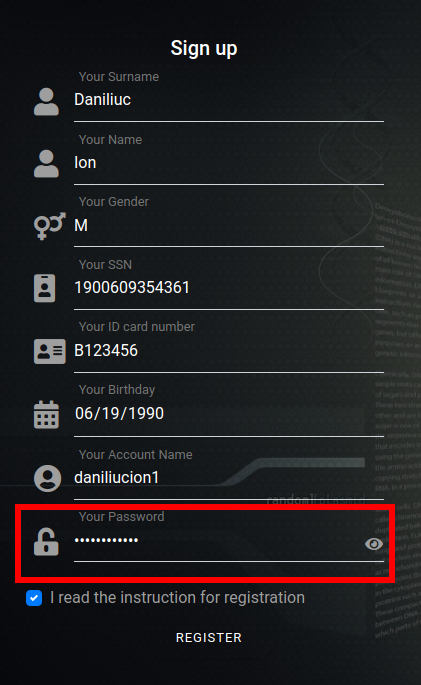 Sign up
Your Surname
Daniliuc
Your Name
Ion
Your Gender
M
Your SSN
1900609354361
Your ID card number
B123456
Your Birthday
06/19/1990
Your Account Name
daniliucion1
Your Password
••••••••••••
I read the instruction for registration
REGISTER